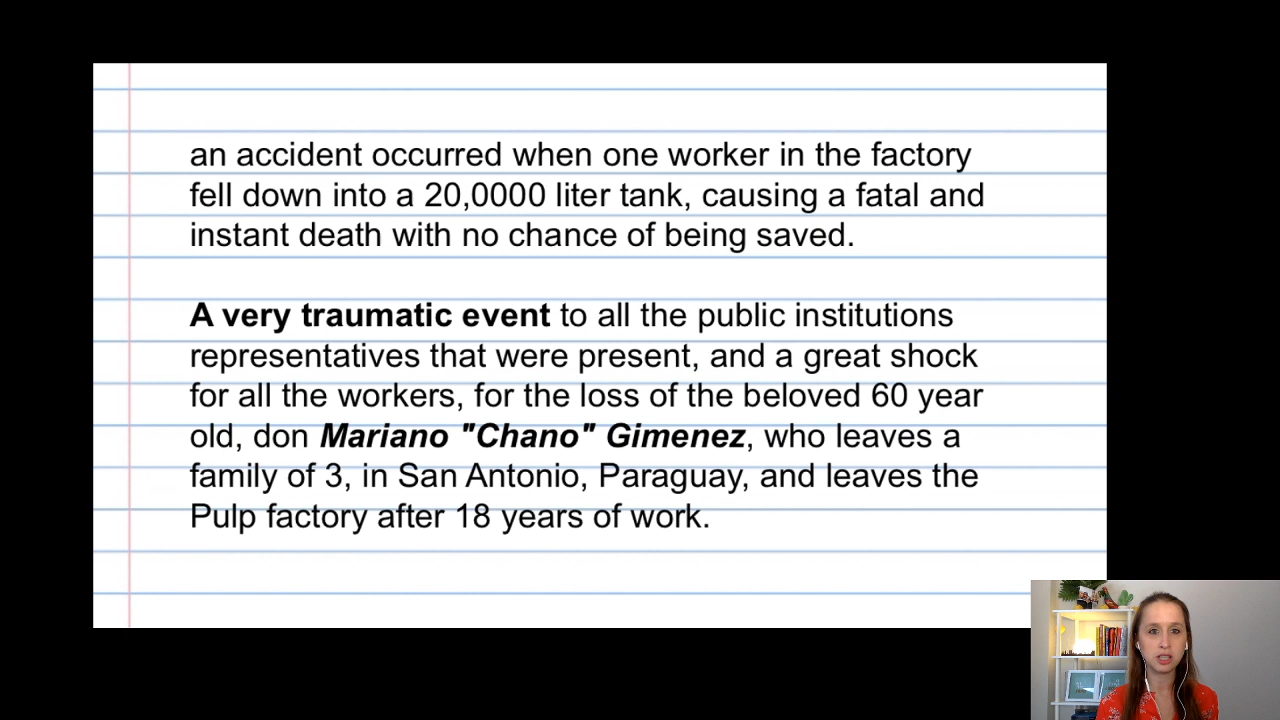 an accident occurred when one worker in the factory
fell down into a 20,0000 liter tank, causing a fatal and
instant death with no chance of being saved.
A very traumatic event to all the public institutions
representatives that were present, and a great shock
for all the workers, for the loss of the beloved 60 year
old, don Mariano "Chano" Gimenez, who leaves a
family of 3, in San Antonio, Paraguay, and leaves the
Pulp factory after 18 years of work.